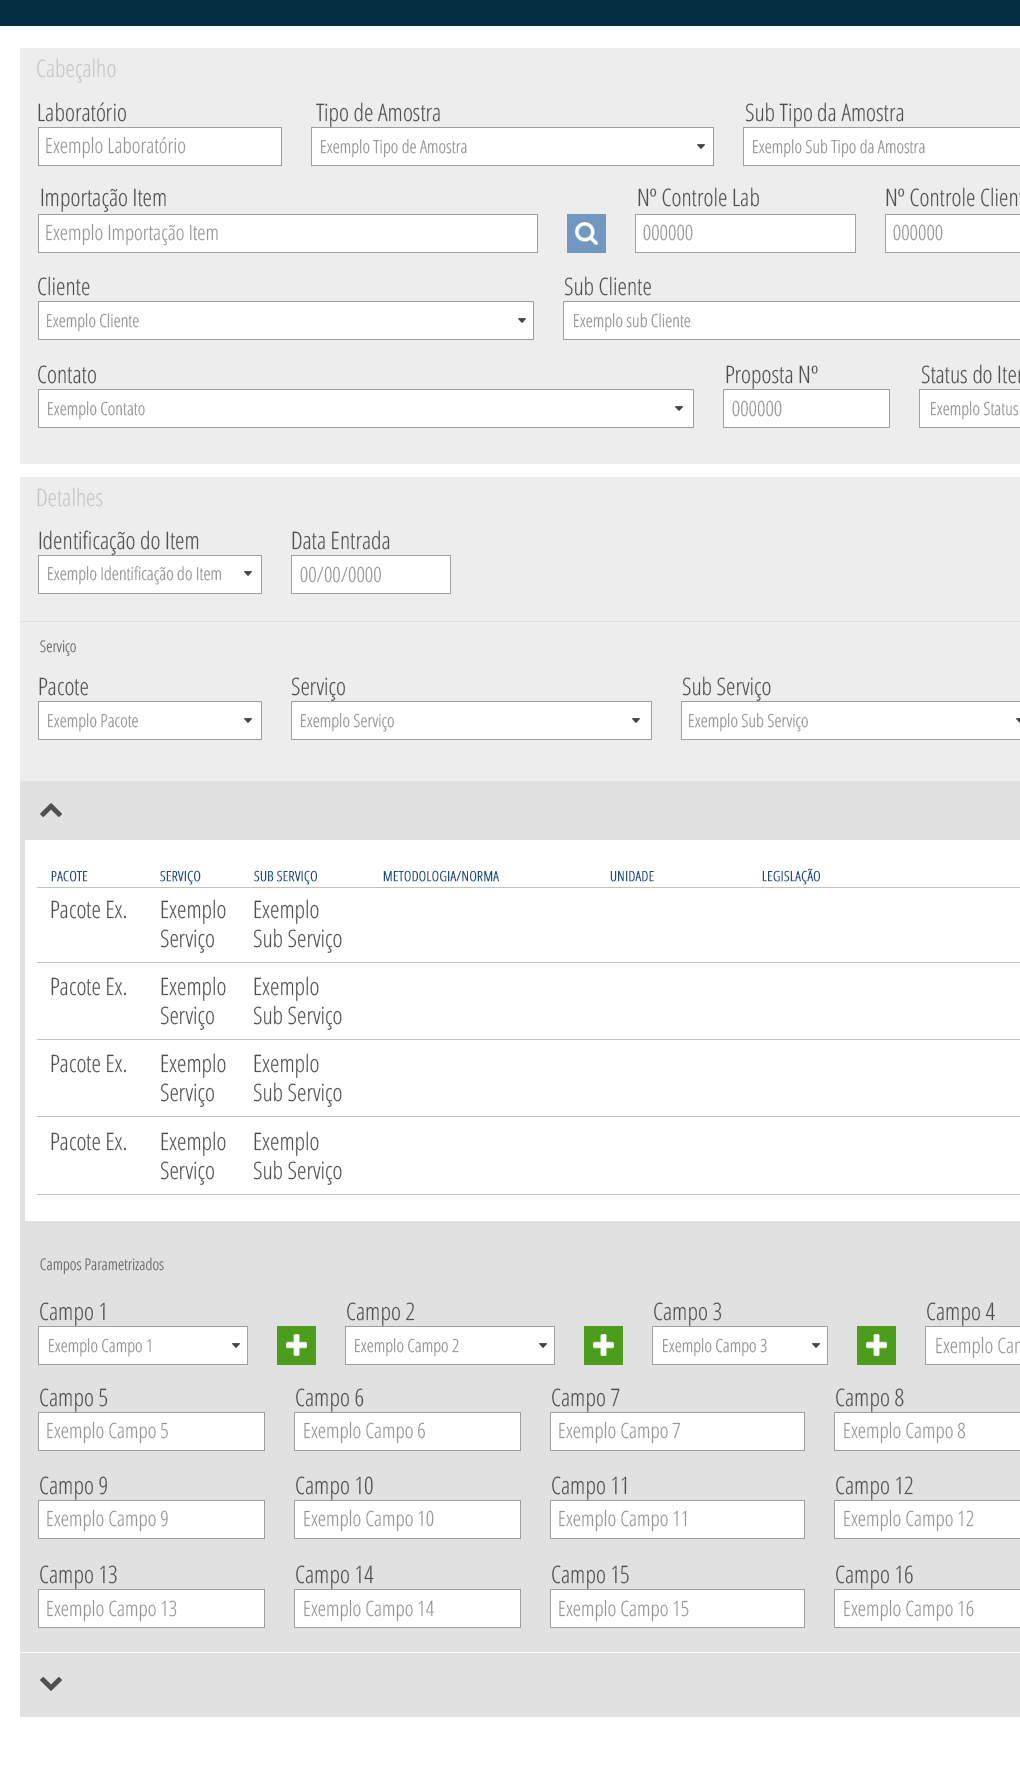 Cabeçalho
Laboratório Tipo de Amostra Sub Tipo da Amostra
Exemplo Laboratório Exemplo Tipo de Amostra Exemplo Sub Tipo da Amostra
Importação Item Nº Controle Lab Nº Controle Client
Exemplo Importação Item 000000 000000
Cliente Sub Cliente
Exemplo Cliente Exemplo sub Cliente
Contato Proposta Nº Status do Iter
Exemplo Contato 000000 Exemplo Status
Detalhes
Identificação do Item Data Entrada
Exemplo Identificação do Item 00/00/0000
Serviço
Pacote Serviço Sub Serviço
Exemplo Pacote Exemplo Serviço Exemplo Sub Serviço
PACOTE SERVIÇO SUB SERVIÇO METODOLOGIA/NORMA UNIDADE LEGISLAÇÃO
Pacote Ex. Exemplo Exemplo
Serviço Sub Serviço
Pacote Ex. Exemplo Exemplo
Serviço Sub Serviço
Pacote Ex. Exemplo Exemplo
Serviço Sub Serviço
Pacote Ex. Exemplo Exemplo
Serviço Sub Serviço
Campos Parametrizados
Campo 1 Campo 2 Campo 3 Campo 4
Exemplo Campo 1 Exemplo Campo 2 Exemplo Campo 3 Exemplo Car
Campo 5 Campo 6 Campo 7 Campo 8
Exemplo Campo 5 Exemplo Campo 6 Exemplo Campo 7 Exemplo Campo 8
Campo 9 Campo 10 Campo 11 Campo 12
Exemplo Campo 9 Exemplo Campo 10 Exemplo Campo 11 Exemplo Campo 12
Campo 13 Campo 14 Campo 15 Campo 16
Exemplo Campo 13 Exemplo Campo 14 Exemplo Campo 15 Exemplo Campo 16